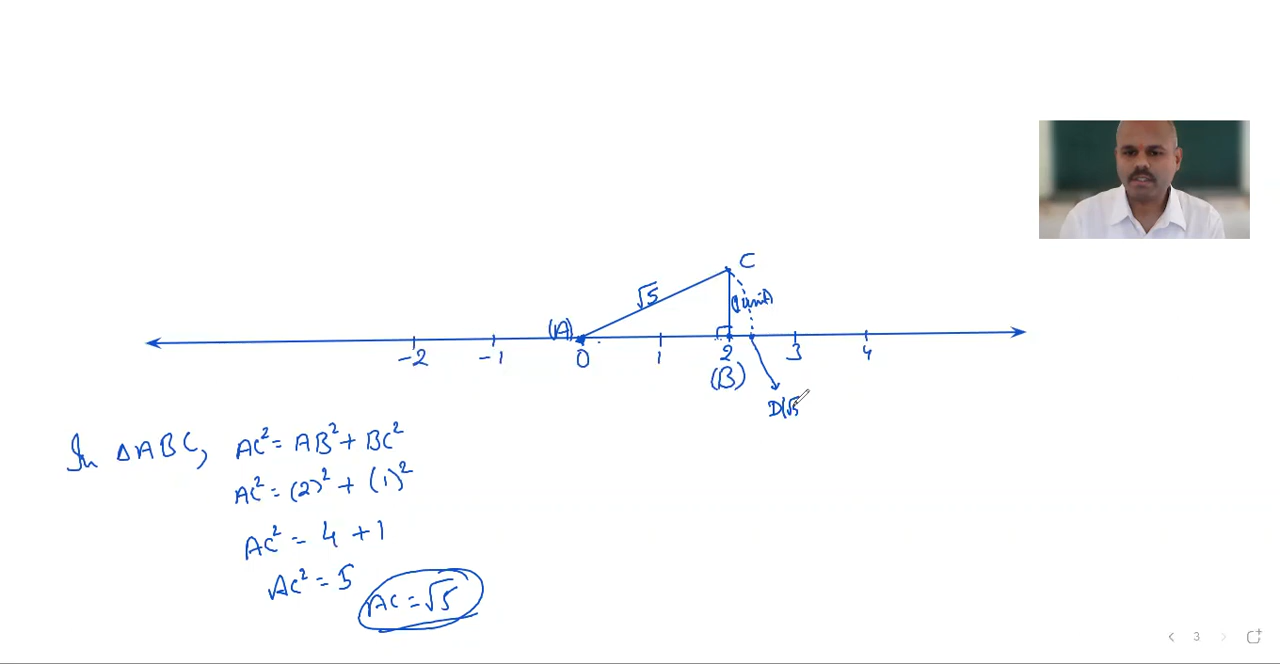 C
√5
1 unit
(A)
-2 -1 0 1 2 3 4
(B)
D(√5
In △ABC, AC² = AB² + BC²
AC² = (2)² + (1)²
AC² = 4 + 1
AC² = 5
AC = √5
3